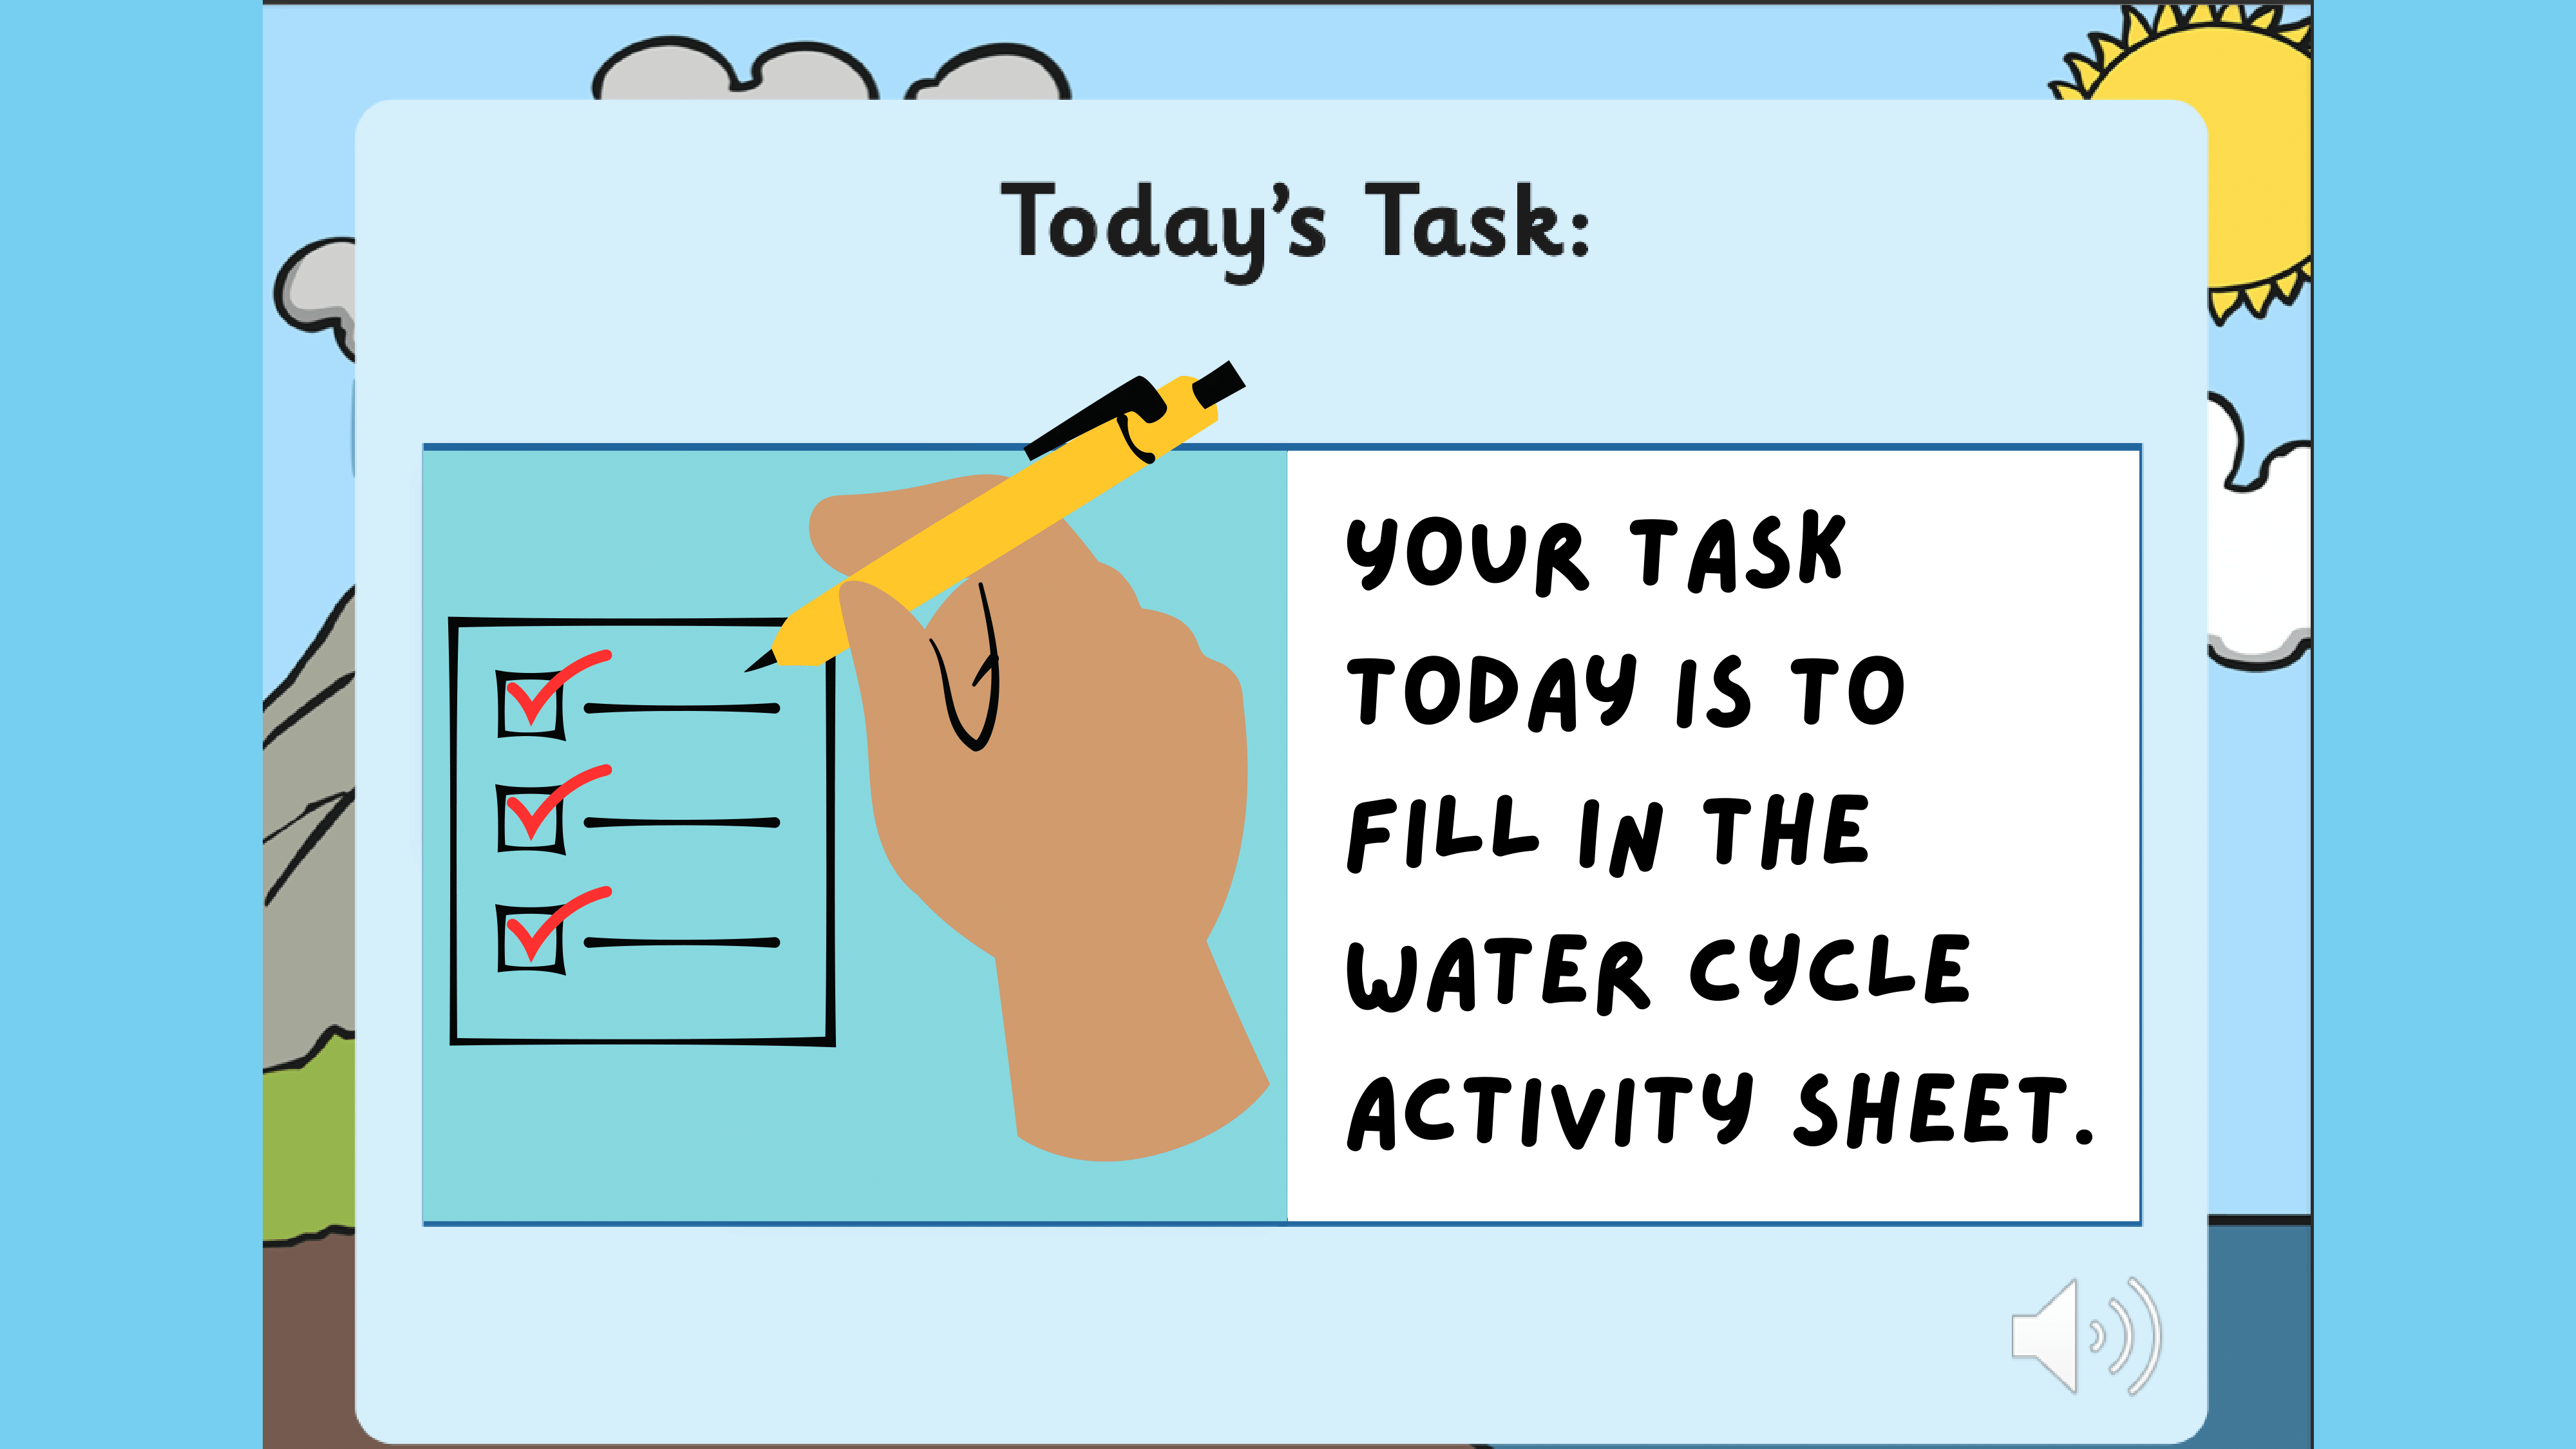 Today's Task:
YOUR TASK
TODAY IS TO
FILL IN THE
WATER CYCLE
ACTIVITY SHEET.